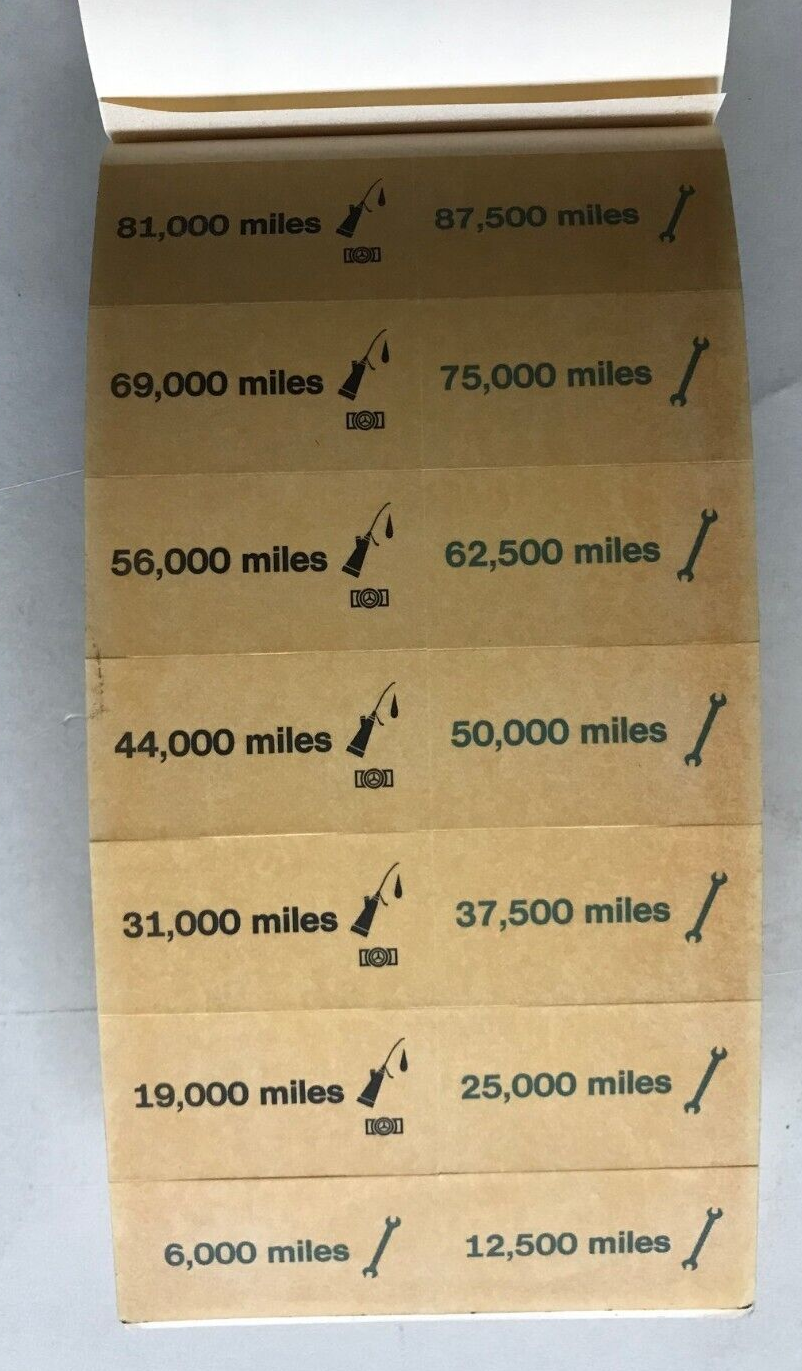 81,000 miles 87,500 miles
69,000 miles 75,000 miles
56,000 miles 62,500 miles
44,000 miles 50,000 miles
31,000 miles 37,500 miles
19,000 miles 25,000 miles
6,000 miles 12,500 miles